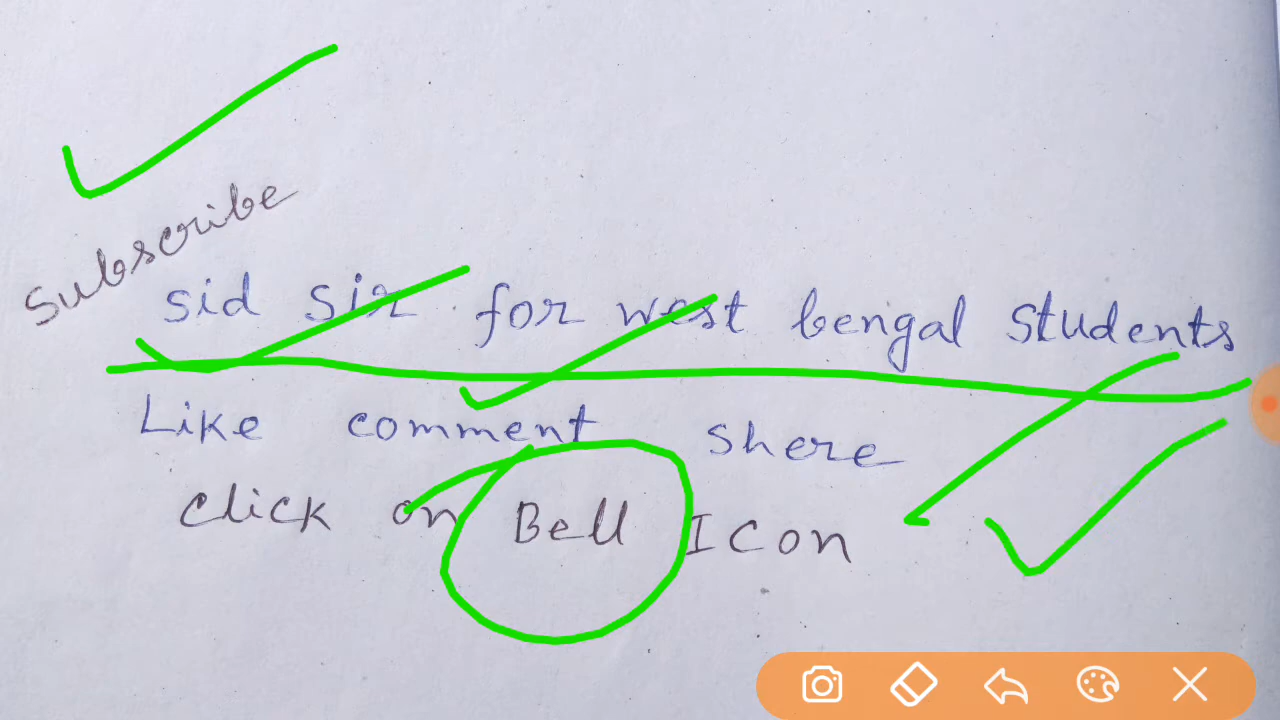 Subscribe
sid sir for west bengal students
Like comment shere
click on Bell Icon